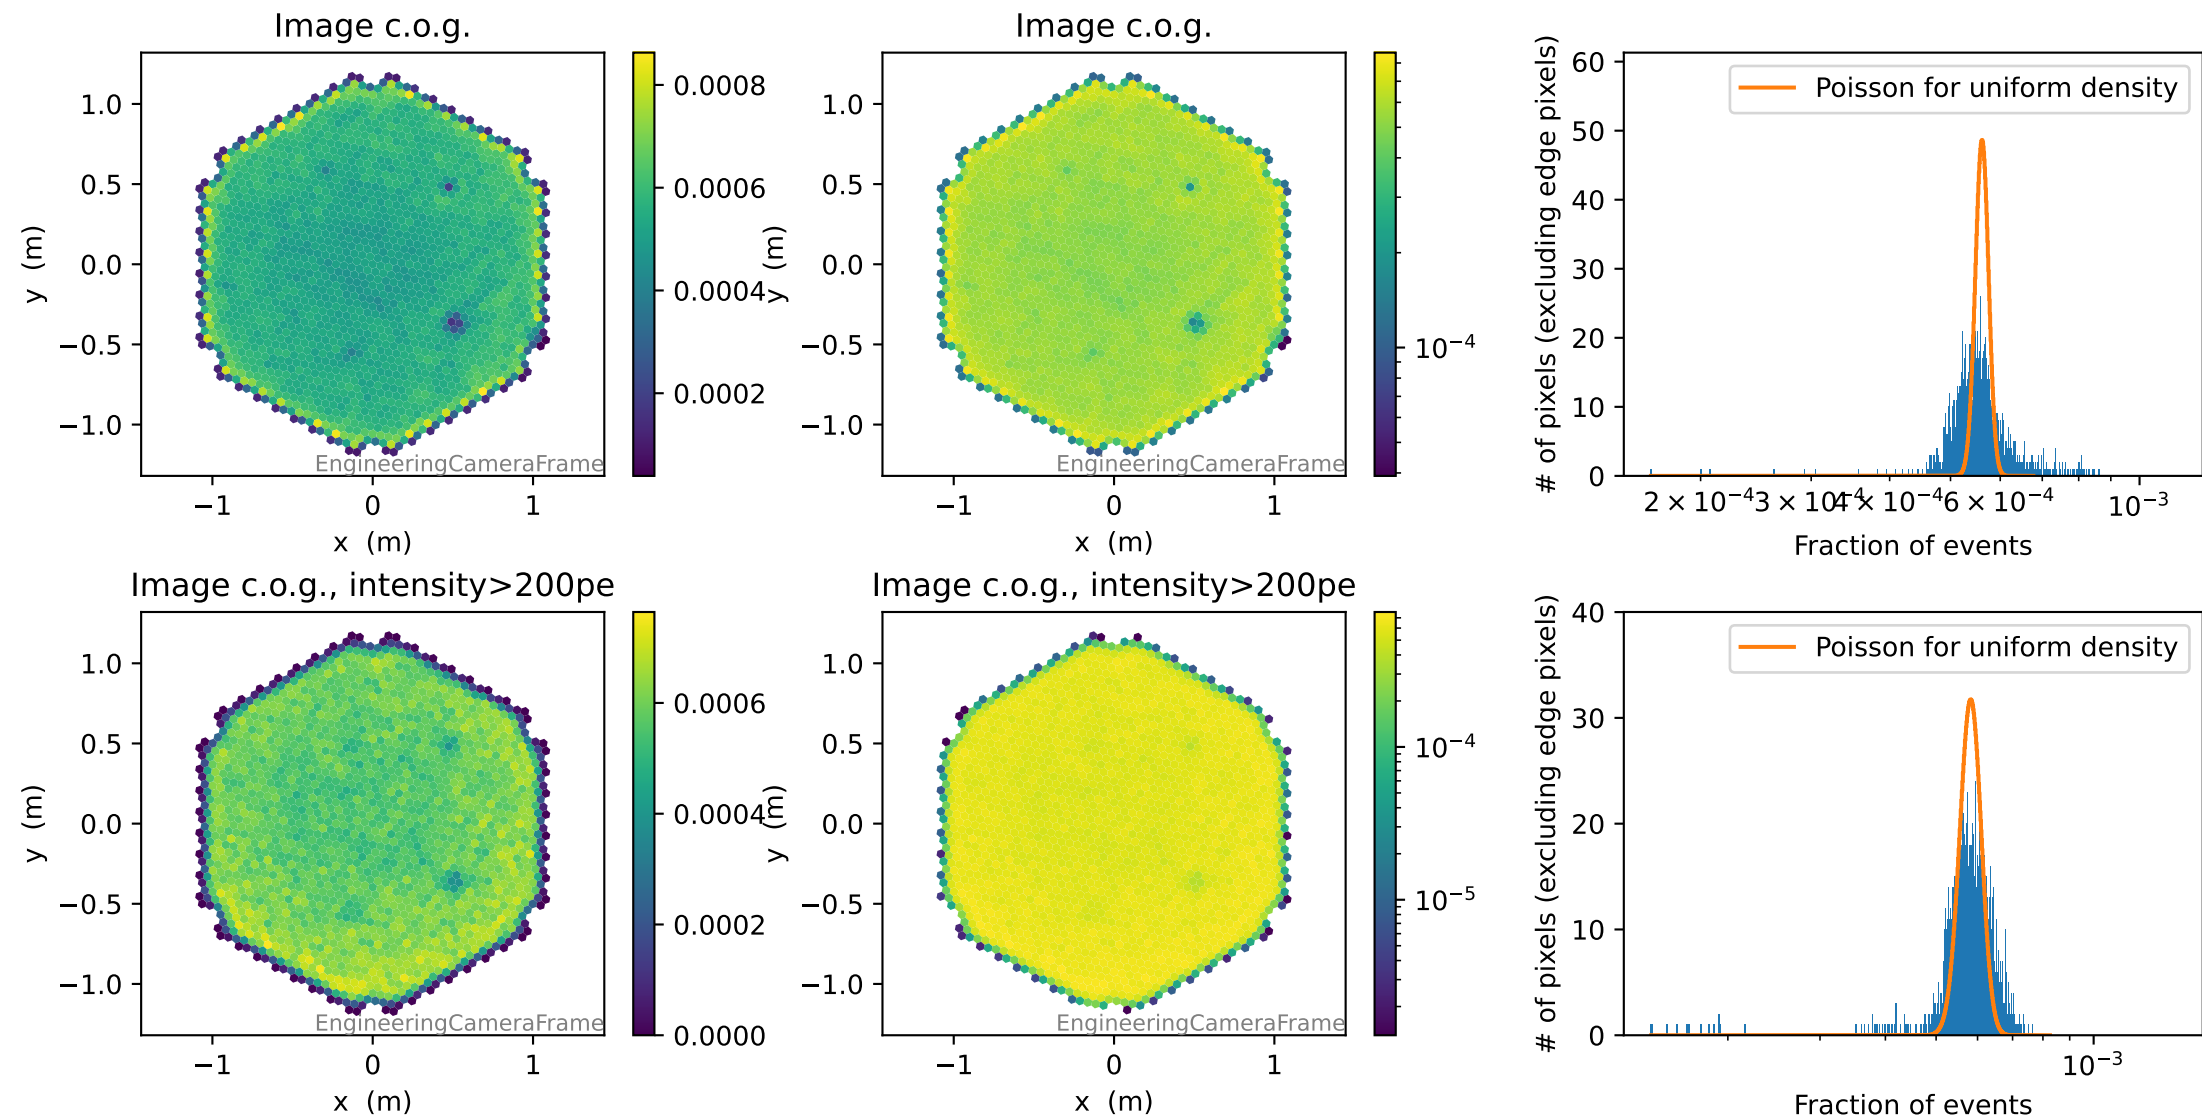 Image c.o.g.
y (m)
1.0
0.5
0.0
−0.5
−1.0
EngineeringCameraFrame
−1 0 1
x (m)
0.0008
0.0006
0.0004
0.0002
Image c.o.g.
y (m)
1.0
0.5
0.0
−0.5
−1.0
EngineeringCameraFrame
−1 0 1
x (m)
10⁻⁴
# of pixels (excluding edge pixels)
60
50
40
30
20
10
0
Poisson for uniform density
2 × 10⁻⁴ 3 × 10⁻⁴ 4 × 10⁻⁴ 6 × 10⁻⁴ 10⁻³
Fraction of events
Image c.o.g., intensity>200pe
y (m)
1.0
0.5
0.0
−0.5
−1.0
EngineeringCameraFrame
−1 0 1
x (m)
0.0006
0.0004
0.0002
0.0000
Image c.o.g., intensity>200pe
y (m)
1.0
0.5
0.0
−0.5
−1.0
EngineeringCameraFrame
−1 0 1
x (m)
10⁻⁴
10⁻⁵
# of pixels (excluding edge pixels)
40
30
20
10
0
Poisson for uniform density
10⁻³
Fraction of events